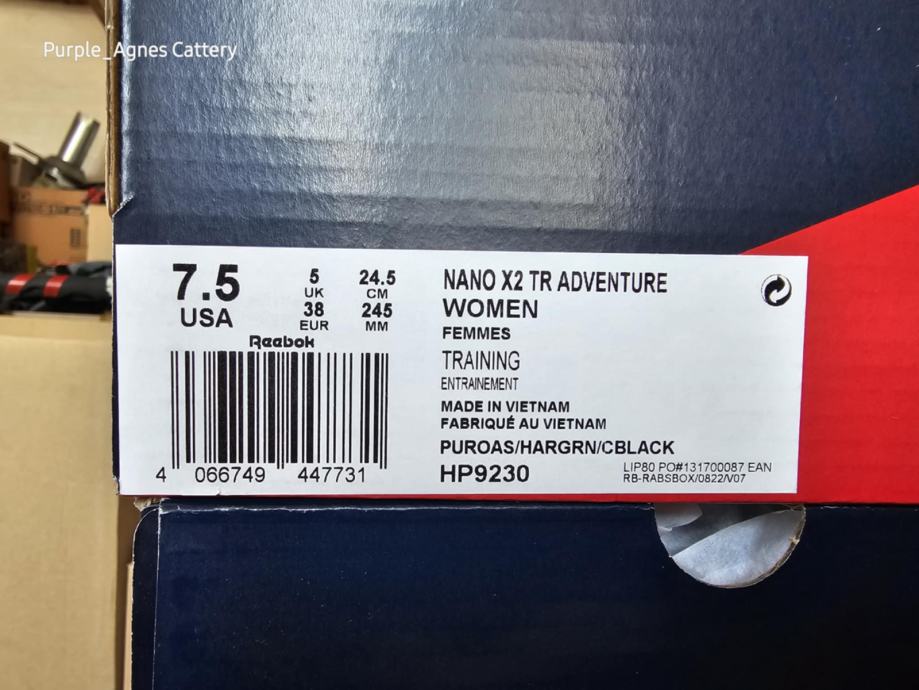 Purple_Agnes Cattery
7.5
USA
5
UK
38
EUR
24.5
CM
245
MM
Reebok
4 066749 447731
NANO X2 TR ADVENTURE
WOMEN
FEMMES
TRAINING
ENTRAINEMENT
MADE IN VIETNAM
FABRIQUÉ AU VIETNAM
PUROAS/HARGRN/CBLACK
HP9230
LIP80 PO#131700087 EAN
RB-RABSBOX/0822/V07